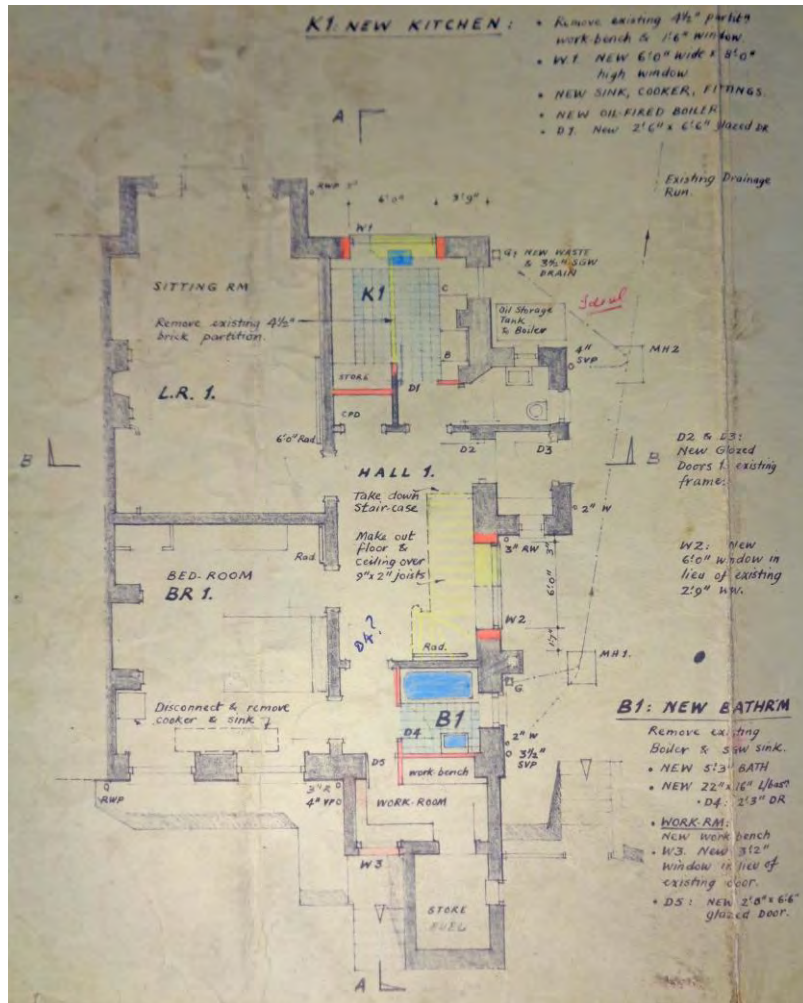 K1: NEW KITCHEN:
• Remove existing 4½" partit?
work-bench & 1'6" window.
• W.1 NEW 6'0" wide x 8'0"
high window
• NEW SINK, COOKER, FITTINGS.
• NEW OIL-FIRED BOILER
• D1. New 2'6" x 6'6" glazed DR
A
Existing Drainage
Run.
RWP
6'0"
3'9"
W1
G.
NEW WASTE
& 3½" SGW
DRAIN
SITTING RM
K1
C
Oil Storage
Tank
& Boiler
Remove existing 4½"
brick partition.
4"
SVP
MH2
B
STORE
D1
L.R. 1.
CPD
6'0" Rad.
D2
D3
D2 & D3:
New Glazed
Doors existing
frame.
B
HALL 1.
B
Take down
Stair-case
2" W
Make out
floor &
ceiling over
9"x 2" joists
3" RW
3"
6'0"
1'7"
W2: New
6'0" window in
lieu of existing
2'9" WW.
Rad.
BED-ROOM
BR 1.
DR?
W2
Rad.
MH1.
G
B1
Disconnect & remove
cooker & sink
D4
2" W
3½"
SVP
B1: NEW BATHR'M
Remove existing
Boiler & SGW sink.
• NEW 5'3" BATH
• NEW 22"x 16" L/bas?
• D4: 2'3" DR
• WORK-RM:
New work bench
• W3. New 3'2"
window in lieu of
existing door.
• D5: NEW 2'8"x 6'6"
glazed Door.
D5
work-bench
RWP
3" R
4" VPO
WORK-ROOM
W3
STORE
FUEL
A